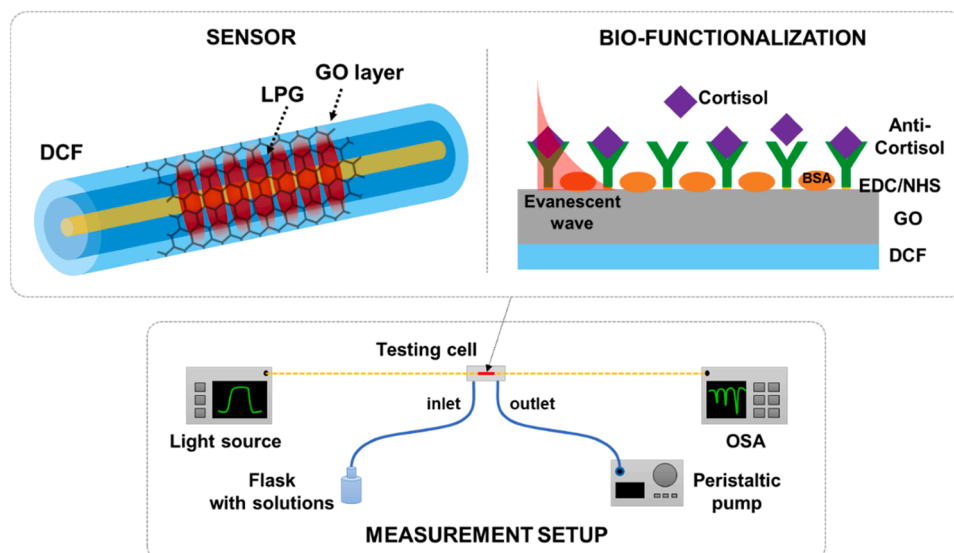 SENSOR
GO layer
LPG
DCF
BIO-FUNCTIONALIZATION
Cortisol
Anti-
Cortisol
BSA
EDC/NHS
Evanescent
wave
GO
DCF
Testing cell
inlet
outlet
Light source
OSA
Flask
with solutions
Peristaltic
pump
MEASUREMENT SETUP